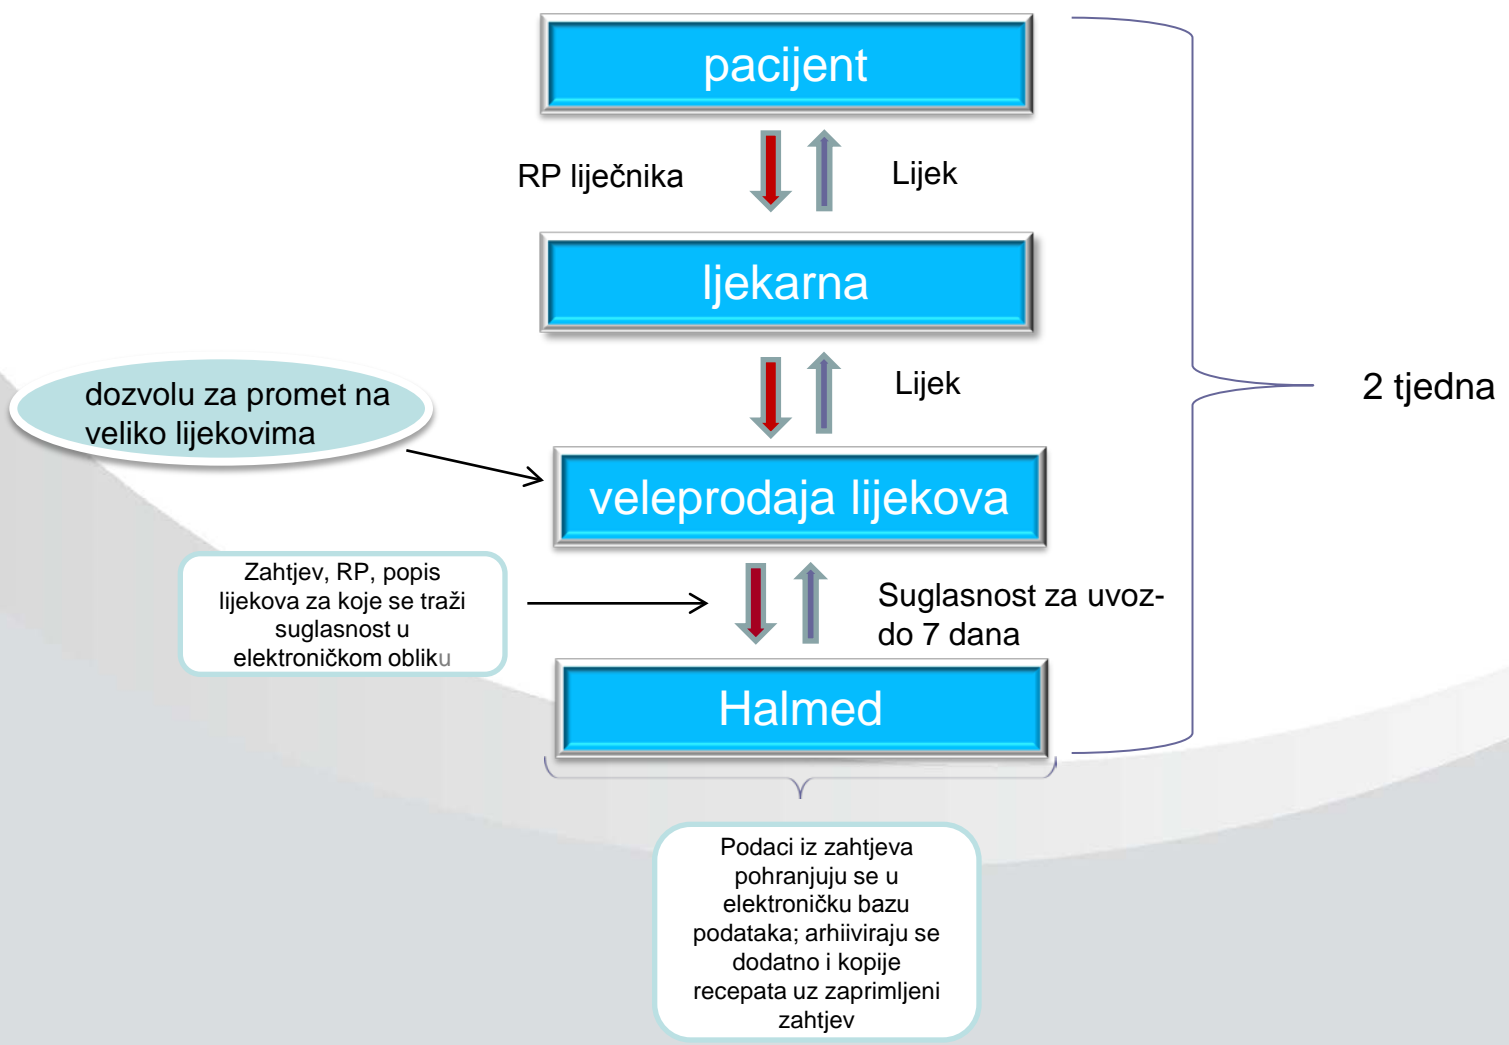 pacijent
RP liječnika
Lijek
ljekarna
Lijek
2 tjedna
dozvolu za promet na
veliko lijekovima
veleprodaja lijekova
Zahtjev, RP, popis
lijekova za koje se traži
suglasnost u
elektroničkom obliku
Suglasnost za uvoz-
do 7 dana
Halmed
Podaci iz zahtjeva
pohranjuju se u
elektroničku bazu
podataka; arhiiviraju se
dodatno i kopije
recepata uz zaprimljeni
zahtjev